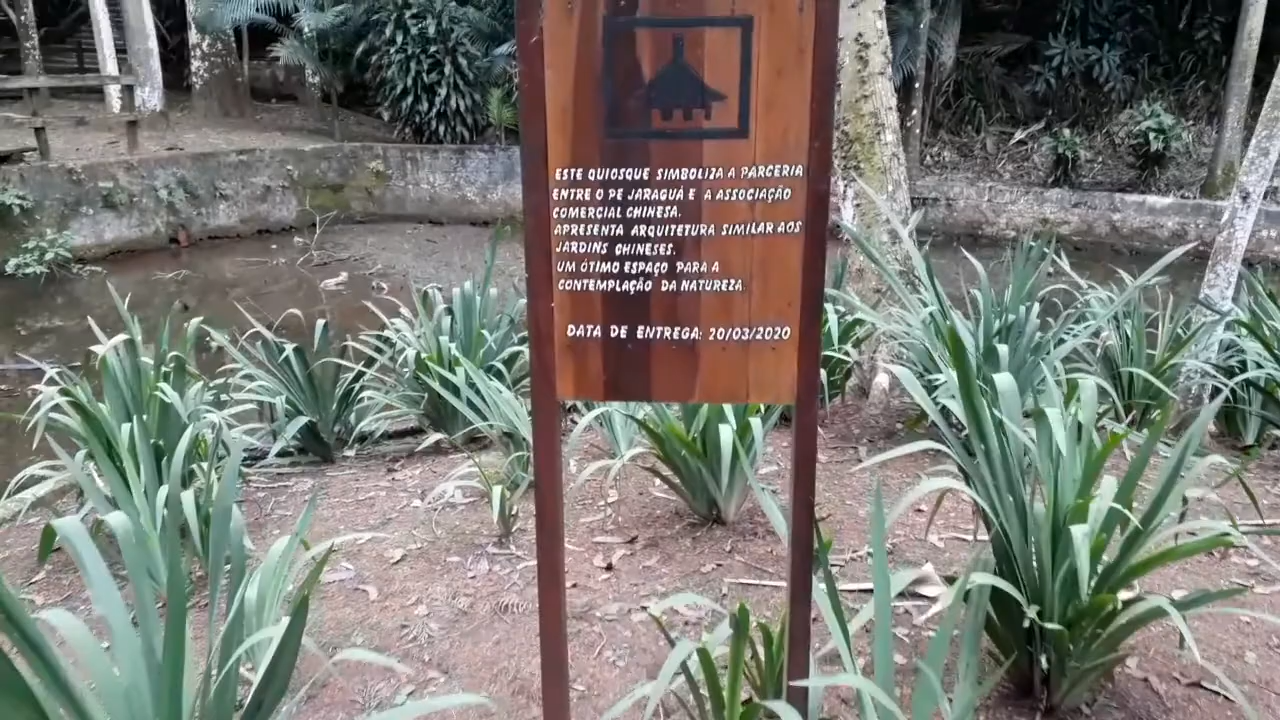 ESTE QUIOSQUE SIMBOLIZA A PARCERIA
ENTRE O PE JARAGUÁ E A ASSOCIAÇÃO
COMERCIAL CHINESA.
APRESENTA ARQUITETURA SIMILAR AOS
JARDINS CHINESES.
UM ÓTIMO ESPAÇO PARA A
CONTEMPLAÇÃO DA NATUREZA.
DATA DE ENTREGA: 20/03/2020